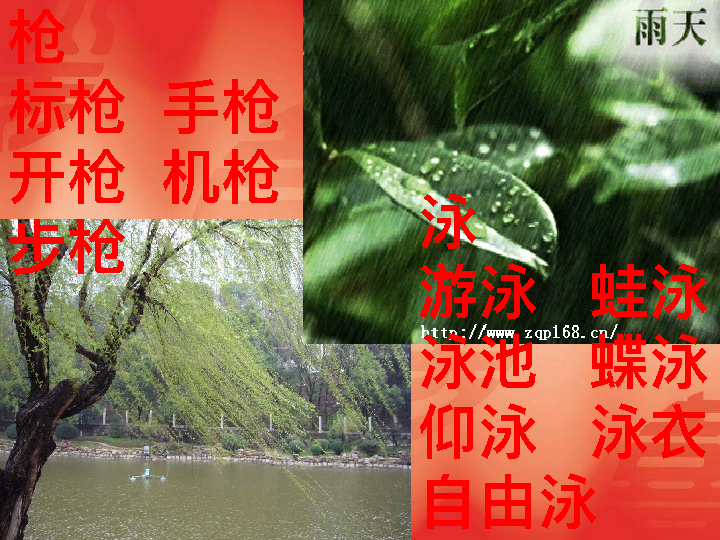 枪
标枪 手枪
开枪 机枪
步枪
雨天
泳
游泳 蛙泳
http://www.zqp168.cn/
泳池 蝶泳
仰泳 泳衣
自由泳